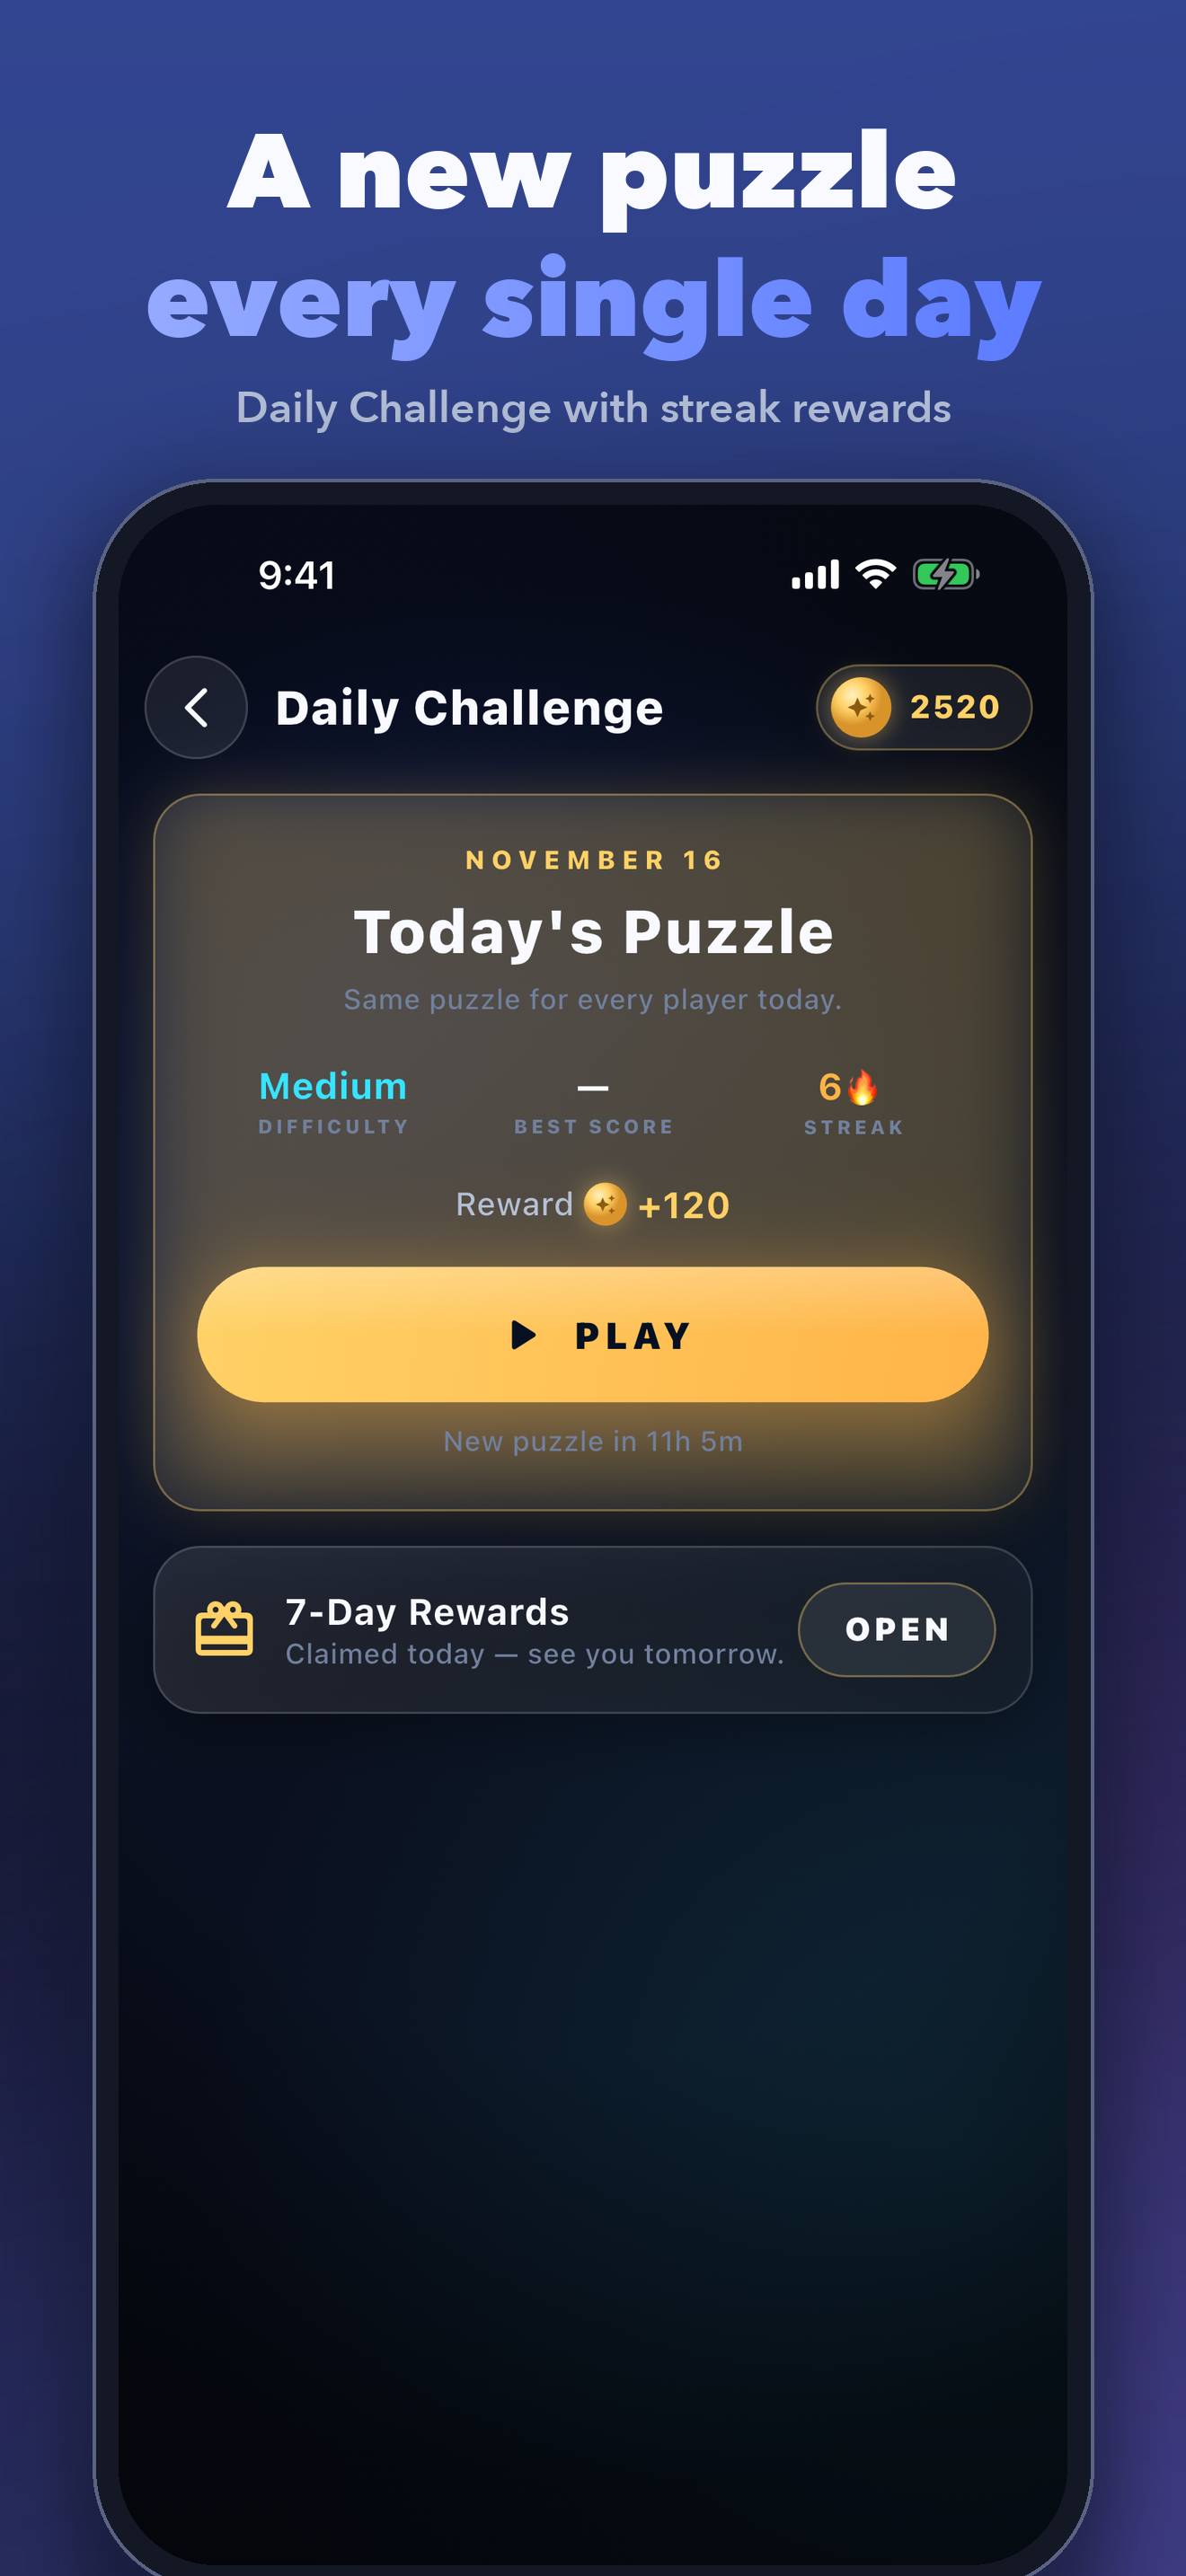 A new puzzle
every single day
Daily Challenge with streak rewards
9:41
Daily Challenge
2520
NOVEMBER 16
Today's Puzzle
Same puzzle for every player today.
Medium — 6🔥
DIFFICULTY BEST SCORE STREAK
Reward +120
PLAY
New puzzle in 11h 5m
7-Day Rewards
Claimed today — see you tomorrow.
OPEN